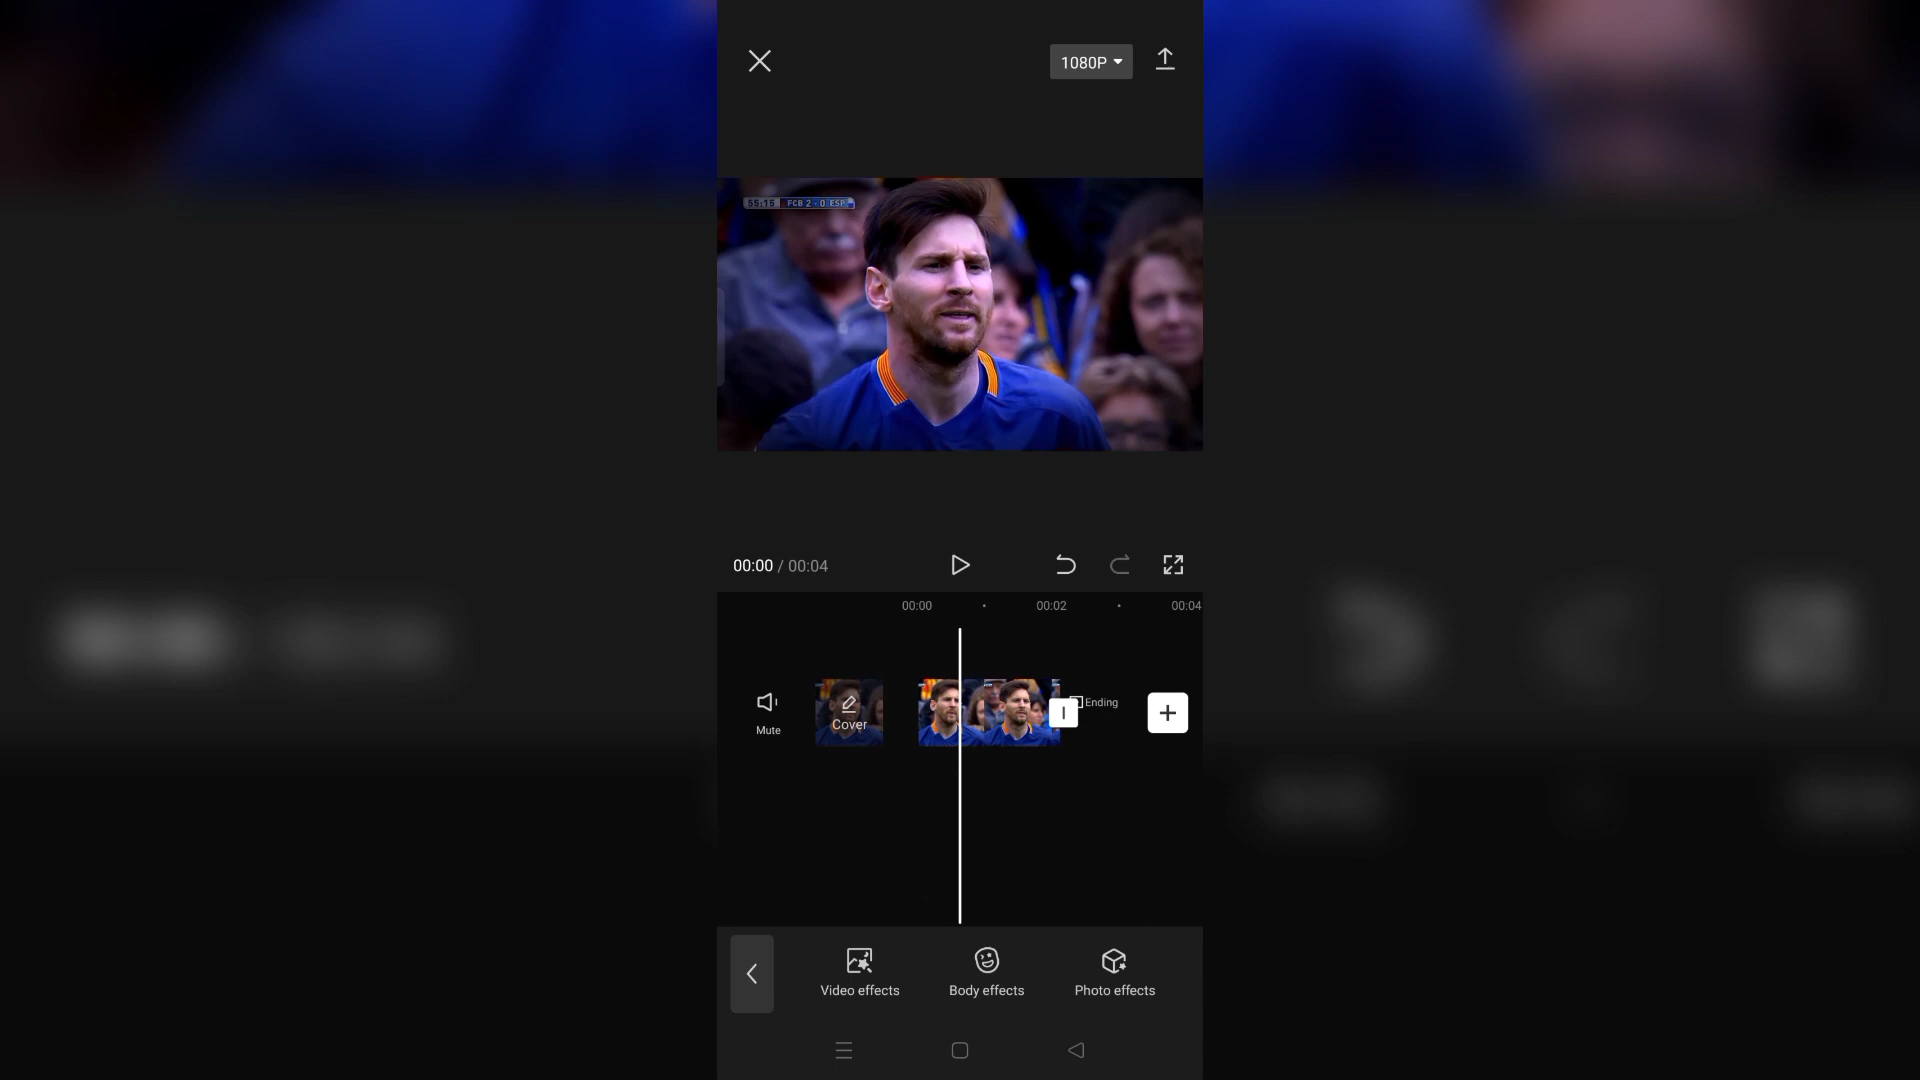 1080P
55:15 FCB 2 - 0 ESP
00:00 / 00:04
00:00 00:02 00:04
Mute
Cover
Ending
Video effects
Body effects
Photo effects